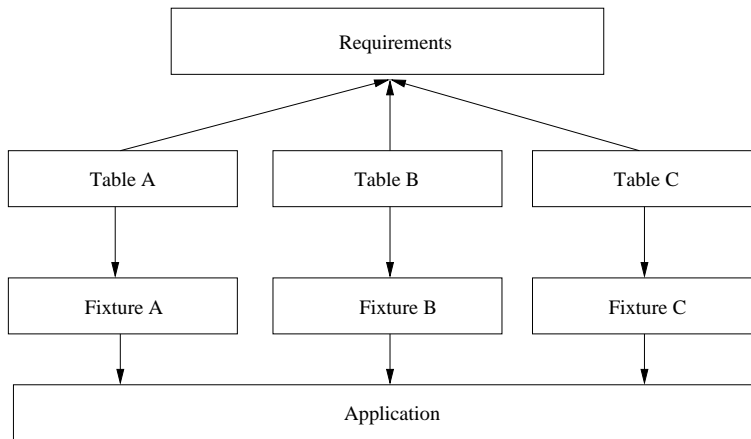 Requirements
Table A
Table B
Table C
Fixture A
Fixture B
Fixture C
Application